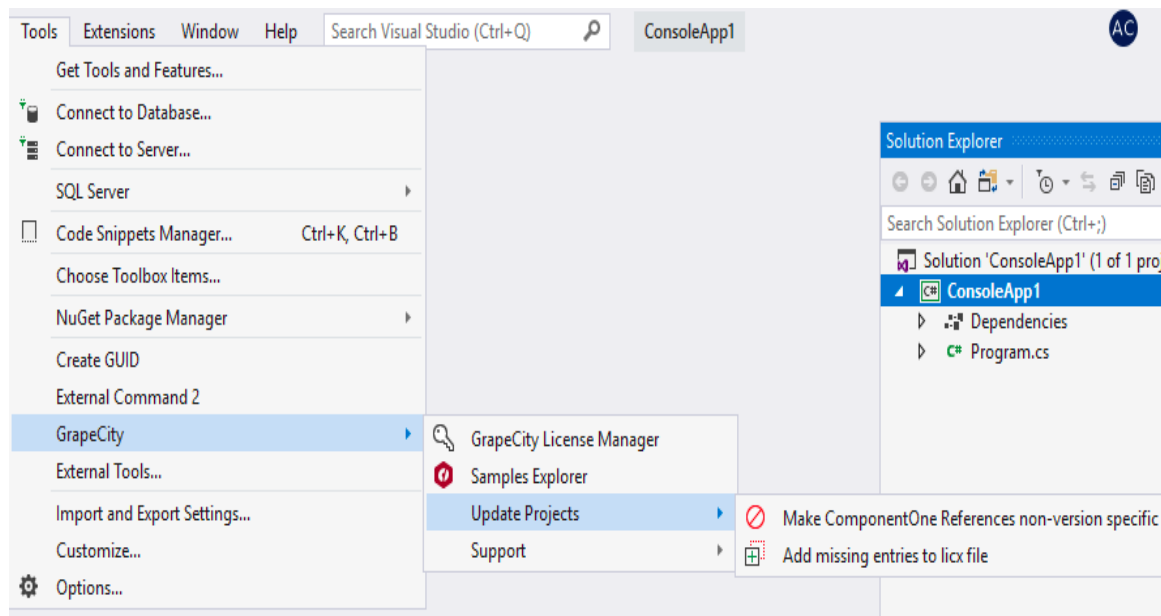 Tools Extensions Window Help Search Visual Studio (Ctrl+Q) ConsoleApp1 AC
Get Tools and Features...
Connect to Database...
Connect to Server...
SQL Server
Code Snippets Manager... Ctrl+K, Ctrl+B
Choose Toolbox Items...
NuGet Package Manager
Create GUID
External Command 2
GrapeCity
External Tools...
Import and Export Settings...
Customize...
Options...
GrapeCity License Manager
Samples Explorer
Update Projects
Support
Make ComponentOne References non-version specific
Add missing entries to licx file
Solution Explorer
Search Solution Explorer (Ctrl+;)
Solution 'ConsoleApp1' (1 of 1 proj
C# ConsoleApp1
Dependencies
C# Program.cs